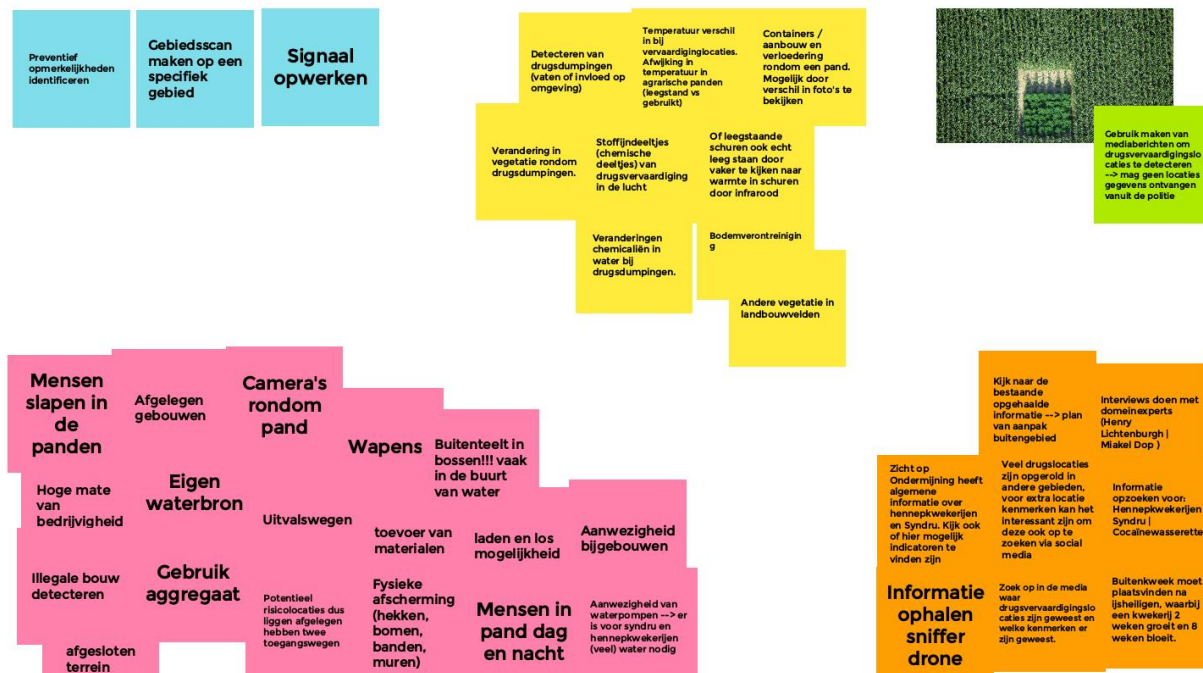 Preventief
opmerkelijkheden
identificeren
Gebiedsscan
maken op een
specifiek
gebied
Signaal
opwerken
Detecteren van
drugsdumpingen
(vaten of invloed op
omgeving)
Temperatuur verschil
in bij
vervaardiginglocaties.
Afwijking in
temperatuur in
agrarische panden
(leegstand vs
gebruikt)
Containers /
aanbouw en
verloedering
rondom een pand.
Mogelijk door
verschil in foto's te
bekijken
Verandering in
vegetatie rondom
drugsdumpingen.
Stoffijndeeltjes
(chemische
deeltjes) van
drugsvervaardiging
in de lucht
Of leegstaande
schuren ook echt
leeg staan door
vaker te kijken naar
warmte in schuren
door infrarood
Veranderingen
chemicaliën in
water bij
drugsdumpingen.
Bodemverontreinigin
g
Andere vegetatie in
landbouwvelden
Gebruik maken van
mediaberichten om
drugsvervaardigingslo
caties te detecteren
--> mag geen locaties
gegevens ontvangen
vanuit de politie
Mensen
slapen in
de
panden
Afgelegen
gebouwen
Camera's
rondom
pand
Wapens
Buitenteelt in
bossen!!! vaak
in de buurt
van water
Hoge mate
van
bedrijvigheid
Eigen
waterbron
Uitvalswegen
toevoer van
materialen
laden en los
mogelijkheid
Aanwezigheid
bijgebouwen
Illegale bouw
detecteren
Gebruik
aggregaat
Potentieel
risicolocaties dus
liggen afgelegen
hebben twee
toegangswegen
Fysieke
afscherming
(hekken,
bomen,
banden,
muren)
Mensen in
pand dag
en nacht
Aanwezigheid van
waterpompen --> er
is voor syndru en
hennepkwekerijen
(veel) water nodig
afgesloten
terrein
Kijk naar de
bestaande
opgehaalde
informatie --> plan
van aanpak
buitengebied
Interviews doen met
domeinexperts
(Henry
Lichtenburgh |
Miakel Dop )
Zicht op
Ondermijning heeft
algemene
informatie over
hennepkwekerijen
en Syndru. Kijk ook
of hier mogelijk
indicatoren te
vinden zijn
Veel drugslocaties
zijn opgerold in
andere gebieden,
voor extra locatie
kenmerken kan het
interessant zijn om
deze ook op te
zoeken via social
media
Informatie
opzoeken voor:
Hennepkwekerijen
Syndru |
Cocaïnewasserette
Informatie
ophalen
sniffer
drone
Zoek op in de media
waar
drugsvervaardigingslo
caties zijn geweest en
welke kenmerken er
zijn geweest.
Buitenkweek moet
plaatsvinden na
ijsheiligen, waarbij
een kwekerij 2
weken groeit en 8
weken bloeit.